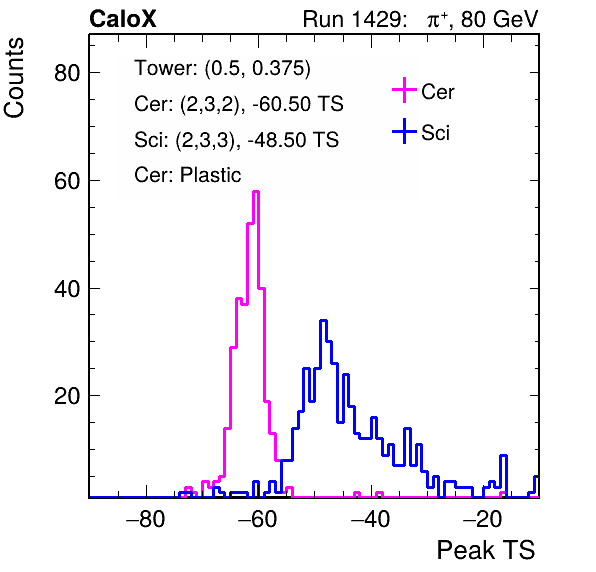 CaloX Run 1429: π⁺, 80 GeV
Counts
Tower: (0.5, 0.375)
Cer: (2,3,2), -60.50 TS
Sci: (2,3,3), -48.50 TS
Cer: Plastic
Cer
Sci
80
60
40
20
−80 −60 −40 −20
Peak TS